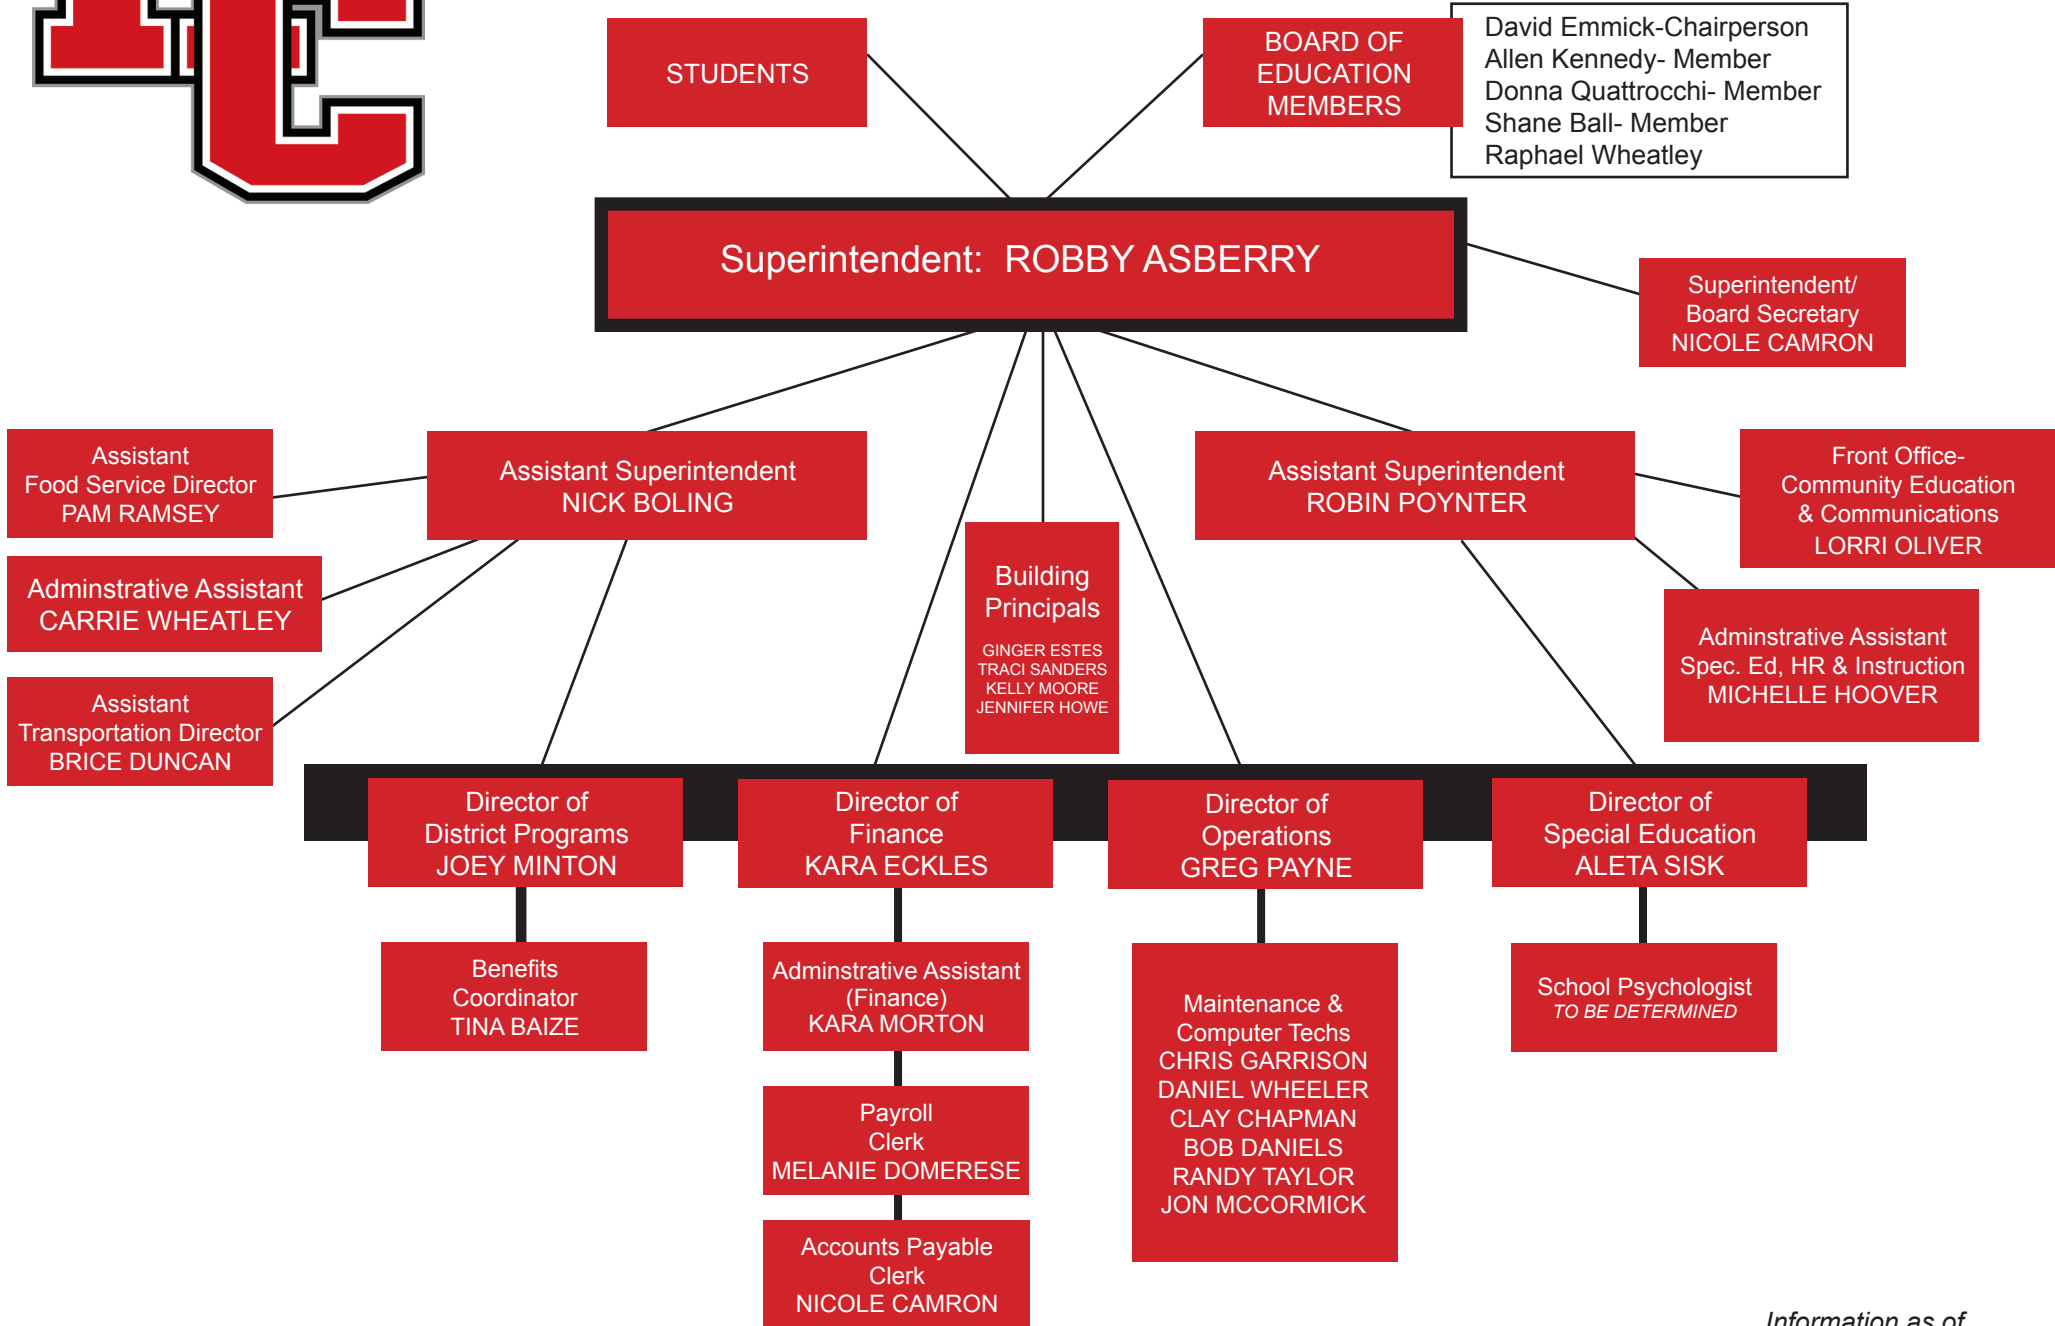 STUDENTS
BOARD OF
EDUCATION
MEMBERS
David Emmick-Chairperson
Allen Kennedy- Member
Donna Quattrocchi- Member
Shane Ball- Member
Raphael Wheatley
Superintendent: ROBBY ASBERRY
Superintendent/
Board Secretary
NICOLE CAMRON
Assistant
Food Service Director
PAM RAMSEY
Assistant Superintendent
NICK BOLING
Assistant Superintendent
ROBIN POYNTER
Front Office-
Community Education
& Communications
LORRI OLIVER
Adminstrative Assistant
CARRIE WHEATLEY
Building
Principals
GINGER ESTES
TRACI SANDERS
KELLY MOORE
JENNIFER HOWE
Adminstrative Assistant
Spec. Ed, HR & Instruction
MICHELLE HOOVER
Assistant
Transportation Director
BRICE DUNCAN
Director of
District Programs
JOEY MINTON
Director of
Finance
KARA ECKLES
Director of
Operations
GREG PAYNE
Director of
Special Education
ALETA SISK
Benefits
Coordinator
TINA BAIZE
Adminstrative Assistant
(Finance)
KARA MORTON
Maintenance &
Computer Techs
CHRIS GARRISON
DANIEL WHEELER
CLAY CHAPMAN
BOB DANIELS
RANDY TAYLOR
JON MCCORMICK
School Psychologist
TO BE DETERMINED
Payroll
Clerk
MELANIE DOMERESE
Accounts Payable
Clerk
NICOLE CAMRON
Information as of